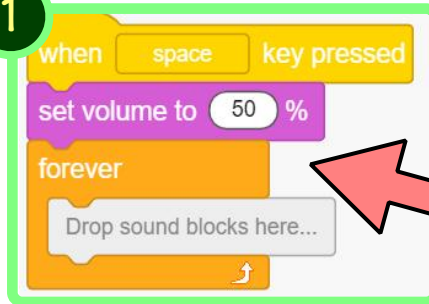 1
when space key pressed
set volume to 50 %
forever
Drop sound blocks here...